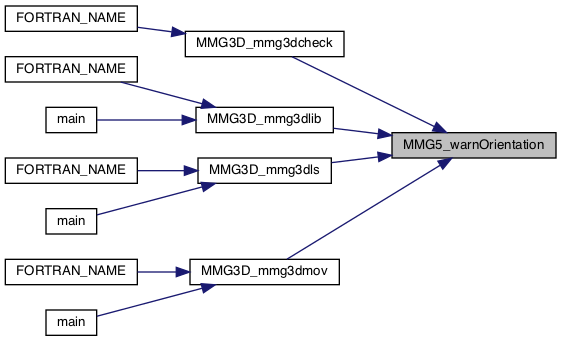 FORTRAN_NAME
MMG3D_mmg3dcheck
FORTRAN_NAME
main
MMG3D_mmg3dlib
MMG5_warnOrientation
FORTRAN_NAME
MMG3D_mmg3dls
main
FORTRAN_NAME
MMG3D_mmg3dmov
main